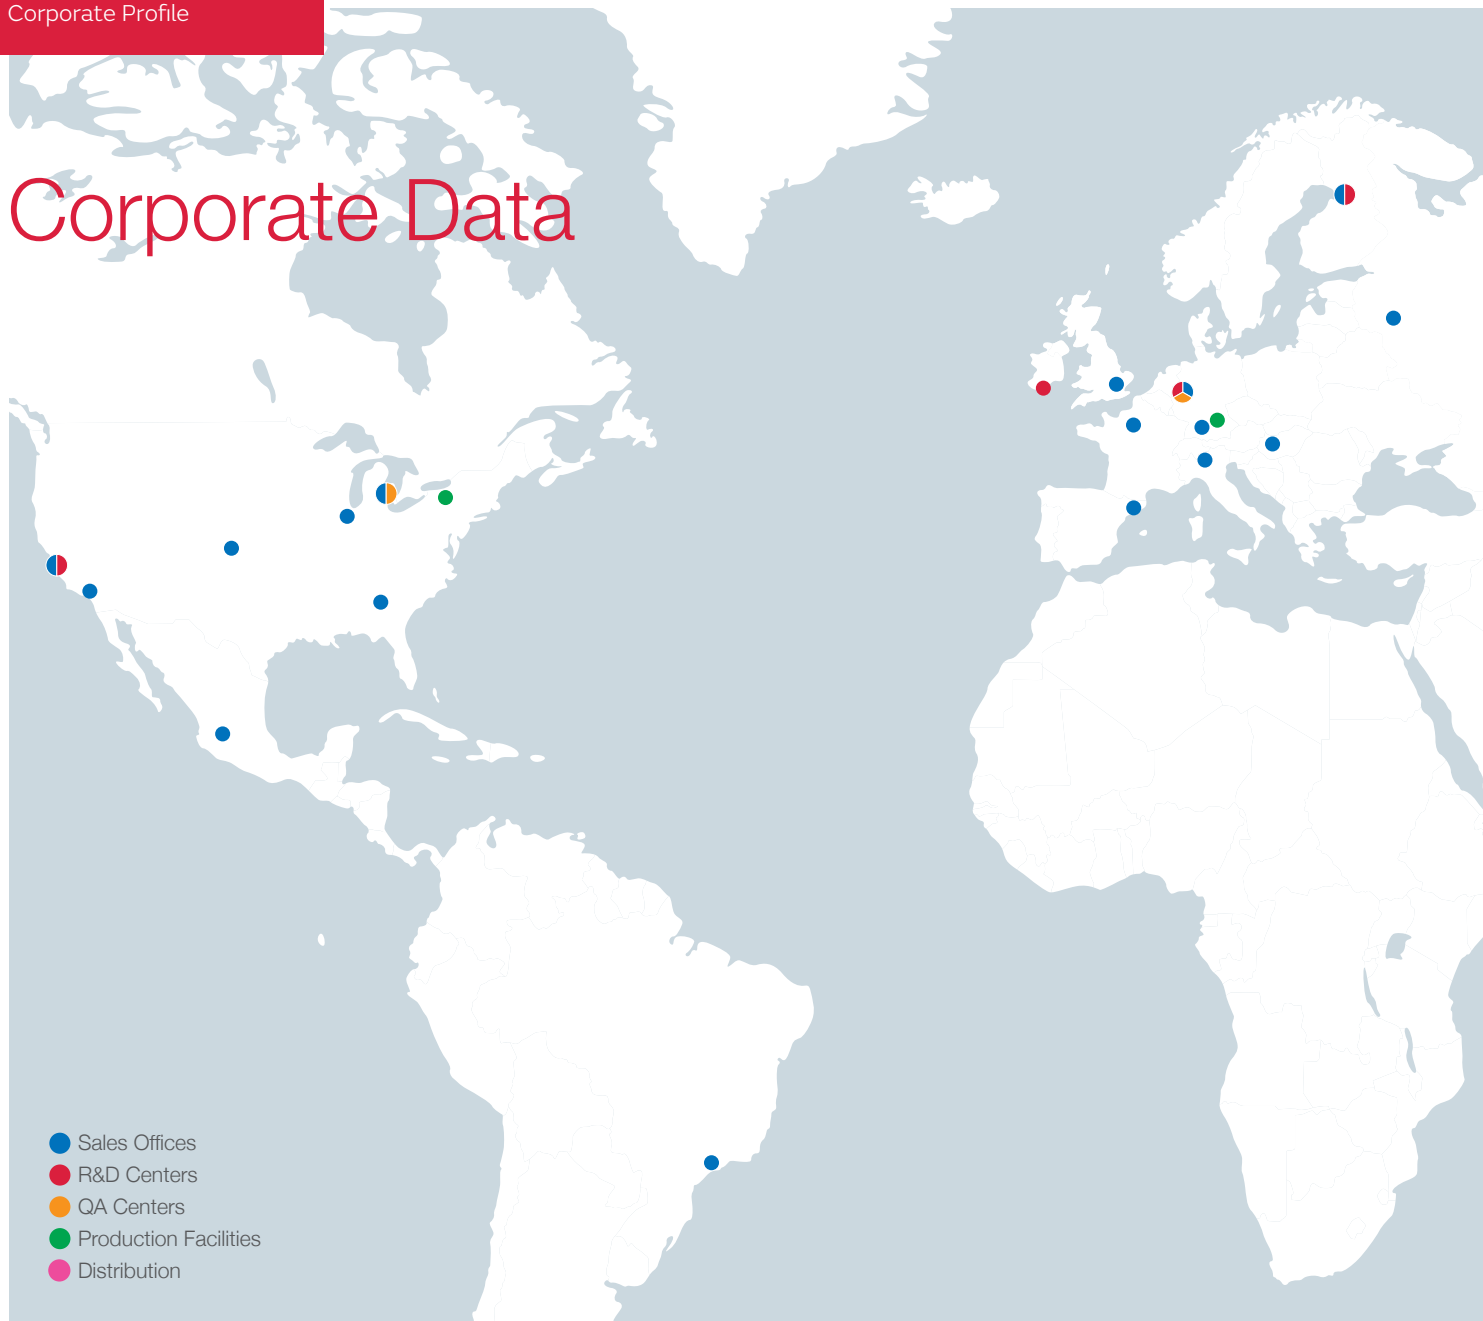 Corporate Profile
Corporate Data
Sales Offices
R&D Centers
QA Centers
Production Facilities
Distribution